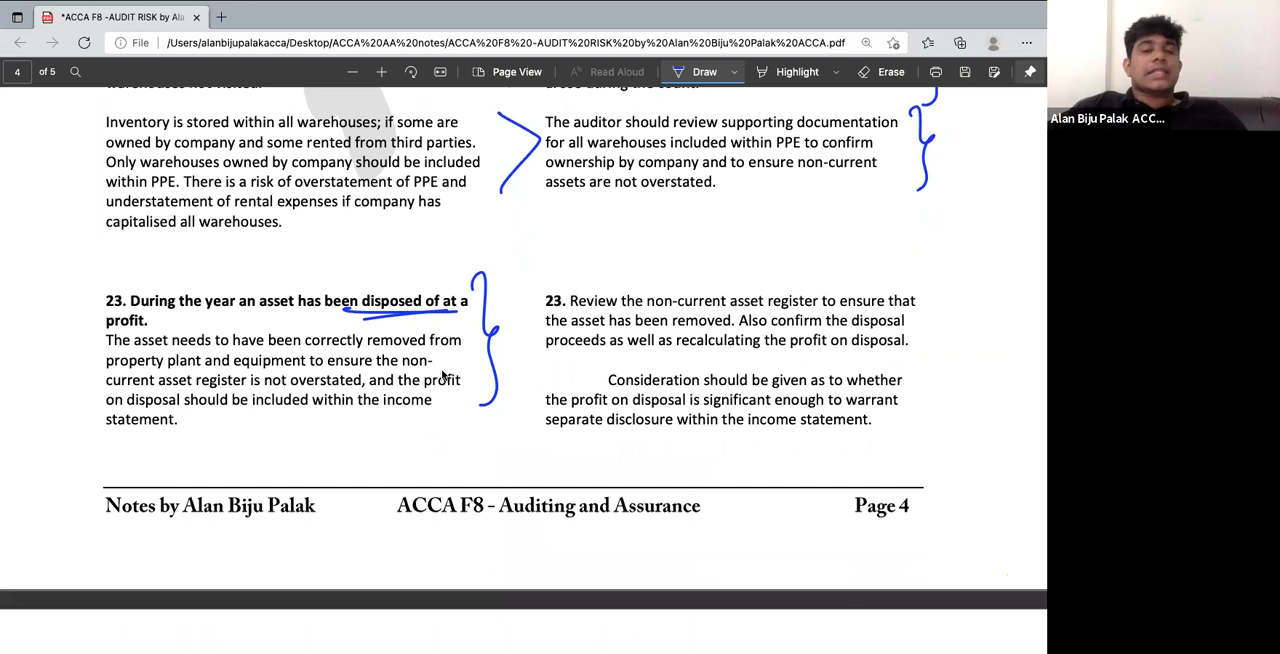 *ACCA F8 -AUDIT RISK by Ala
File
/Users/alanbijupalakacca/Desktop/ACCA%20AA%20notes/ACCA%20F8%20-AUDIT%20RISK%20by%20Alan%20Biju%20Palak%20ACCA.pdf
4 of 5
Page View
Read Aloud
Draw
Highlight
Erase
Alan Biju Palak ACC...
warehouses not visited.
Inventory is stored within all warehouses; if some are
owned by company and some rented from third parties.
Only warehouses owned by company should be included
within PPE. There is a risk of overstatement of PPE and
understatement of rental expenses if company has
capitalised all warehouses.
arose during the count.
The auditor should review supporting documentation
for all warehouses included within PPE to confirm
ownership by company and to ensure non-current
assets are not overstated.
23. During the year an asset has been disposed of at a
profit.
The asset needs to have been correctly removed from
property plant and equipment to ensure the non-
current asset register is not overstated, and the profit
on disposal should be included within the income
statement.
23. Review the non-current asset register to ensure that
the asset has been removed. Also confirm the disposal
proceeds as well as recalculating the profit on disposal.
Consideration should be given as to whether
the profit on disposal is significant enough to warrant
separate disclosure within the income statement.
Notes by Alan Biju Palak
ACCA F8 - Auditing and Assurance
Page 4